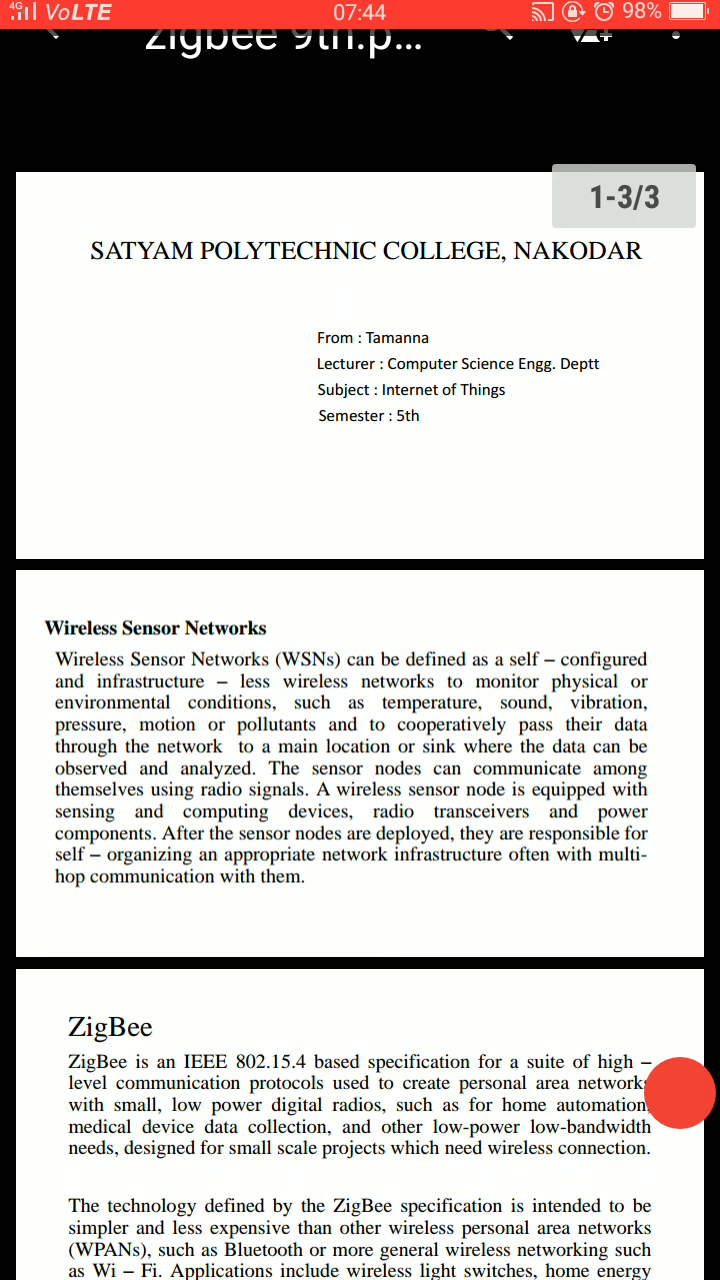 4G VoLTE 07:44 98%
zigbee 9th.p...
1-3/3
SATYAM POLYTECHNIC COLLEGE, NAKODAR
From : Tamanna
Lecturer : Computer Science Engg. Deptt
Subject : Internet of Things
Semester : 5th
Wireless Sensor Networks
Wireless Sensor Networks (WSNs) can be defined as a self – configured
and infrastructure – less wireless networks to monitor physical or
environmental conditions, such as temperature, sound, vibration,
pressure, motion or pollutants and to cooperatively pass their data
through the network to a main location or sink where the data can be
observed and analyzed. The sensor nodes can communicate among
themselves using radio signals. A wireless sensor node is equipped with
sensing and computing devices, radio transceivers and power
components. After the sensor nodes are deployed, they are responsible for
self – organizing an appropriate network infrastructure often with multi-
hop communication with them.
ZigBee
ZigBee is an IEEE 802.15.4 based specification for a suite of high –
level communication protocols used to create personal area networks
with small, low power digital radios, such as for home automation,
medical device data collection, and other low-power low-bandwidth
needs, designed for small scale projects which need wireless connection.
The technology defined by the ZigBee specification is intended to be
simpler and less expensive than other wireless personal area networks
(WPANs), such as Bluetooth or more general wireless networking such
as Wi – Fi. Applications include wireless light switches, home energy